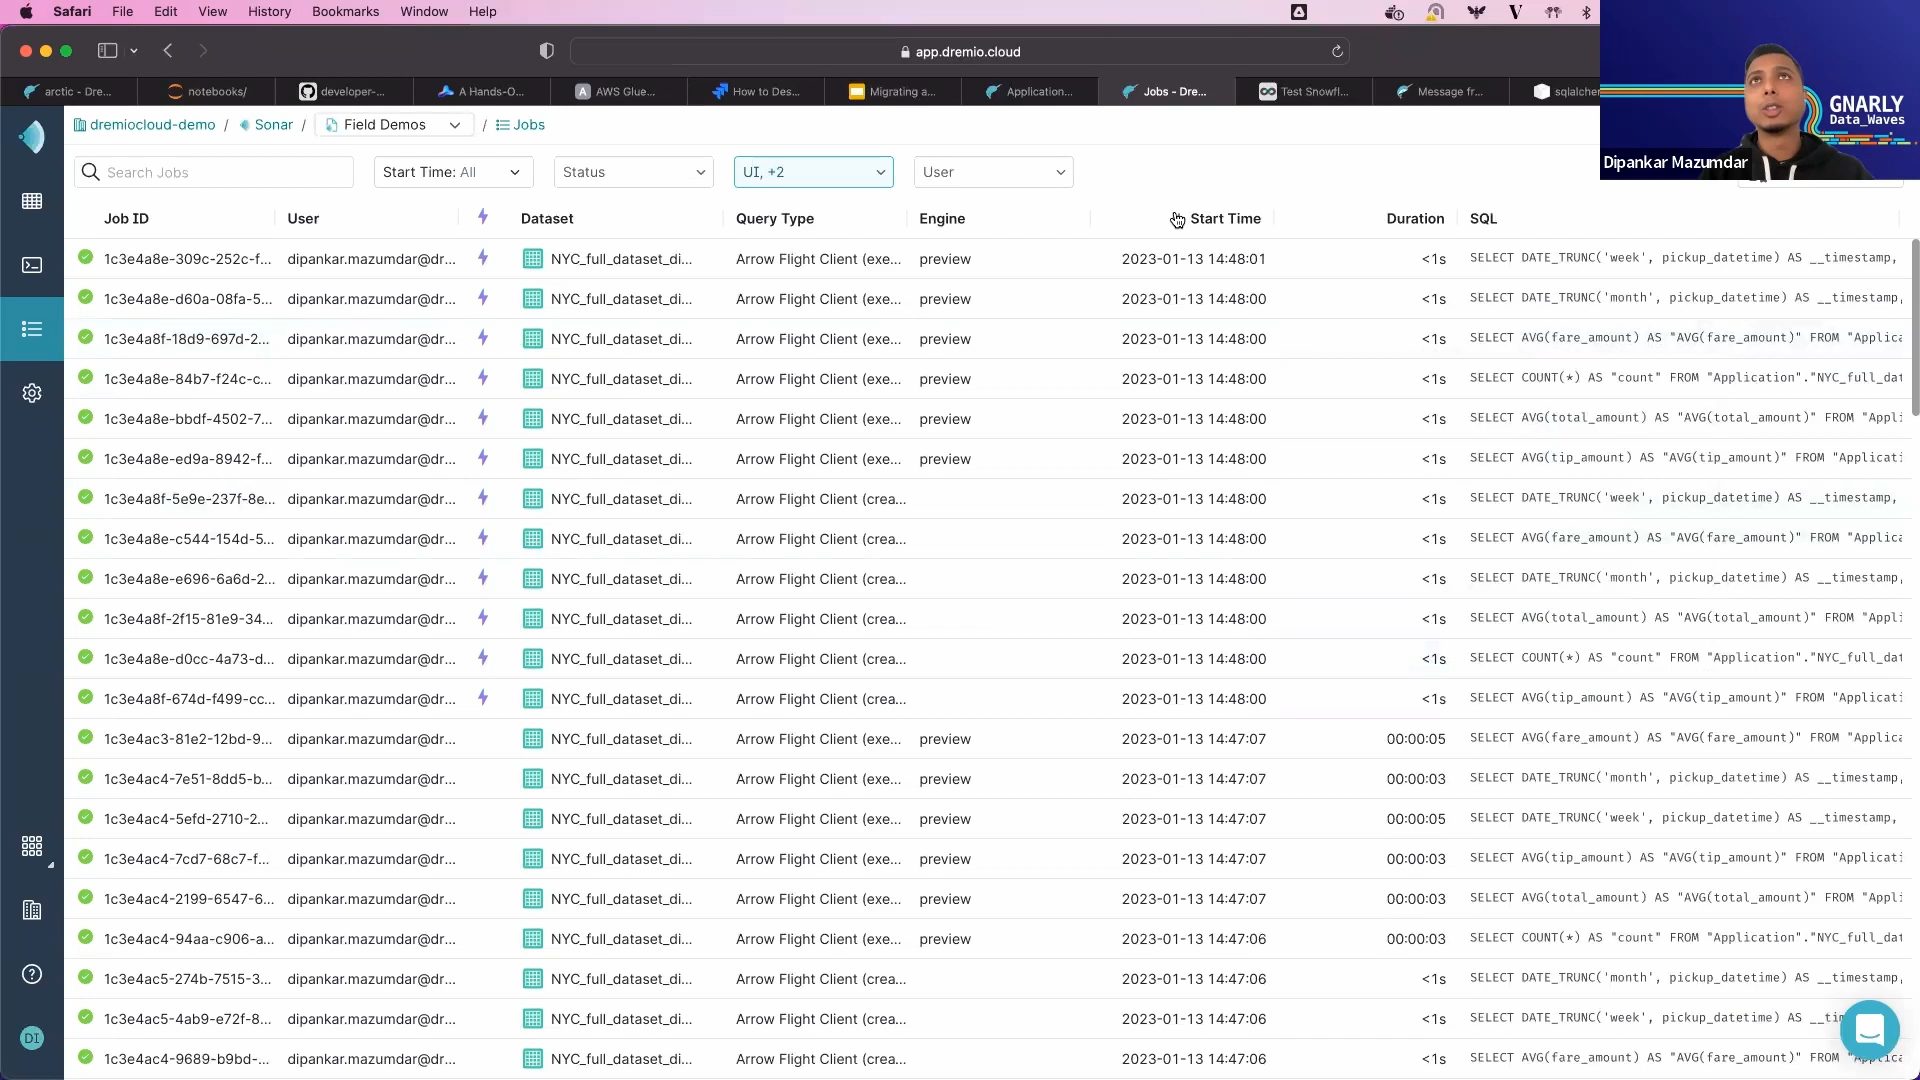 Safari File Edit View History Bookmarks Window Help
app.dremio.cloud
arctic - Dre... notebooks/ developer-... A Hands-O... AWS Glue... How to Des... Migrating a... Application... Jobs - Dre... Test Snowfl... Message fr... sqlalche
GNARLY
Data_Waves
Dipankar Mazumdar
dremiocloud-demo / Sonar / Field Demos / Jobs
Search Jobs Start Time: All Status UI, +2 User
Job ID User Dataset Query Type Engine Start Time Duration SQL
1c3e4a8e-309c-252c-f... dipankar.mazumdar@dr... NYC_full_dataset_di... Arrow Flight Client (exe... preview 2023-01-13 14:48:01 <1s SELECT DATE_TRUNC('week', pickup_datetime) AS __timestamp,
1c3e4a8e-d60a-08fa-5... dipankar.mazumdar@dr... NYC_full_dataset_di... Arrow Flight Client (exe... preview 2023-01-13 14:48:00 <1s SELECT DATE_TRUNC('month', pickup_datetime) AS __timestamp,
1c3e4a8f-18d9-697d-2... dipankar.mazumdar@dr... NYC_full_dataset_di... Arrow Flight Client (exe... preview 2023-01-13 14:48:00 <1s SELECT AVG(fare_amount) AS "AVG(fare_amount)" FROM "Applica
1c3e4a8e-84b7-f24c-c... dipankar.mazumdar@dr... NYC_full_dataset_di... Arrow Flight Client (exe... preview 2023-01-13 14:48:00 <1s SELECT COUNT(*) AS "count" FROM "Application"."NYC_full_dat
1c3e4a8e-bbdf-4502-7... dipankar.mazumdar@dr... NYC_full_dataset_di... Arrow Flight Client (exe... preview 2023-01-13 14:48:00 <1s SELECT AVG(total_amount) AS "AVG(total_amount)" FROM "Appli
1c3e4a8e-ed9a-8942-f... dipankar.mazumdar@dr... NYC_full_dataset_di... Arrow Flight Client (exe... preview 2023-01-13 14:48:00 <1s SELECT AVG(tip_amount) AS "AVG(tip_amount)" FROM "Applicati
1c3e4a8f-5e9e-237f-8e... dipankar.mazumdar@dr... NYC_full_dataset_di... Arrow Flight Client (crea... 2023-01-13 14:48:00 <1s SELECT DATE_TRUNC('week', pickup_datetime) AS __timestamp,
1c3e4a8e-c544-154d-5... dipankar.mazumdar@dr... NYC_full_dataset_di... Arrow Flight Client (crea... 2023-01-13 14:48:00 <1s SELECT AVG(fare_amount) AS "AVG(fare_amount)" FROM "Applica
1c3e4a8e-e696-6a6d-2... dipankar.mazumdar@dr... NYC_full_dataset_di... Arrow Flight Client (crea... 2023-01-13 14:48:00 <1s SELECT DATE_TRUNC('month', pickup_datetime) AS __timestamp,
1c3e4a8f-2f15-81e9-34... dipankar.mazumdar@dr... NYC_full_dataset_di... Arrow Flight Client (crea... 2023-01-13 14:48:00 <1s SELECT AVG(total_amount) AS "AVG(total_amount)" FROM "Appli
1c3e4a8e-d0cc-4a73-d... dipankar.mazumdar@dr... NYC_full_dataset_di... Arrow Flight Client (crea... 2023-01-13 14:48:00 <1s SELECT COUNT(*) AS "count" FROM "Application"."NYC_full_dat
1c3e4a8f-674d-f499-cc... dipankar.mazumdar@dr... NYC_full_dataset_di... Arrow Flight Client (crea... 2023-01-13 14:48:00 <1s SELECT AVG(tip_amount) AS "AVG(tip_amount)" FROM "Applicati
1c3e4ac3-81e2-12bd-9... dipankar.mazumdar@dr... NYC_full_dataset_di... Arrow Flight Client (exe... preview 2023-01-13 14:47:07 00:00:05 SELECT AVG(fare_amount) AS "AVG(fare_amount)" FROM "Applica
1c3e4ac4-7e51-8dd5-b... dipankar.mazumdar@dr... NYC_full_dataset_di... Arrow Flight Client (exe... preview 2023-01-13 14:47:07 00:00:03 SELECT DATE_TRUNC('month', pickup_datetime) AS __timestamp,
1c3e4ac4-5efd-2710-2... dipankar.mazumdar@dr... NYC_full_dataset_di... Arrow Flight Client (exe... preview 2023-01-13 14:47:07 00:00:05 SELECT DATE_TRUNC('week', pickup_datetime) AS __timestamp,
1c3e4ac4-7cd7-68c7-f... dipankar.mazumdar@dr... NYC_full_dataset_di... Arrow Flight Client (exe... preview 2023-01-13 14:47:07 00:00:03 SELECT AVG(tip_amount) AS "AVG(tip_amount)" FROM "Applicati
1c3e4ac4-2199-6547-6... dipankar.mazumdar@dr... NYC_full_dataset_di... Arrow Flight Client (exe... preview 2023-01-13 14:47:07 00:00:03 SELECT AVG(total_amount) AS "AVG(total_amount)" FROM "Appli
1c3e4ac4-94aa-c906-a... dipankar.mazumdar@dr... NYC_full_dataset_di... Arrow Flight Client (exe... preview 2023-01-13 14:47:06 00:00:03 SELECT COUNT(*) AS "count" FROM "Application"."NYC_full_dat
1c3e4ac5-274b-7515-3... dipankar.mazumdar@dr... NYC_full_dataset_di... Arrow Flight Client (crea... 2023-01-13 14:47:06 <1s SELECT DATE_TRUNC('month', pickup_datetime) AS __timestamp,
1c3e4ac5-4ab9-e72f-8... dipankar.mazumdar@dr... NYC_full_dataset_di... Arrow Flight Client (crea... 2023-01-13 14:47:06 <1s SELECT DATE_TRUNC('week', pickup_datetime) AS __tim
DI
1c3e4ac4-9689-b9bd-... dipankar.mazumdar@dr... NYC_full_dataset_di... Arrow Flight Client (crea... 2023-01-13 14:47:06 <1s SELECT AVG(fare_amount) AS "AVG(fare_amount)" FROM "Applica